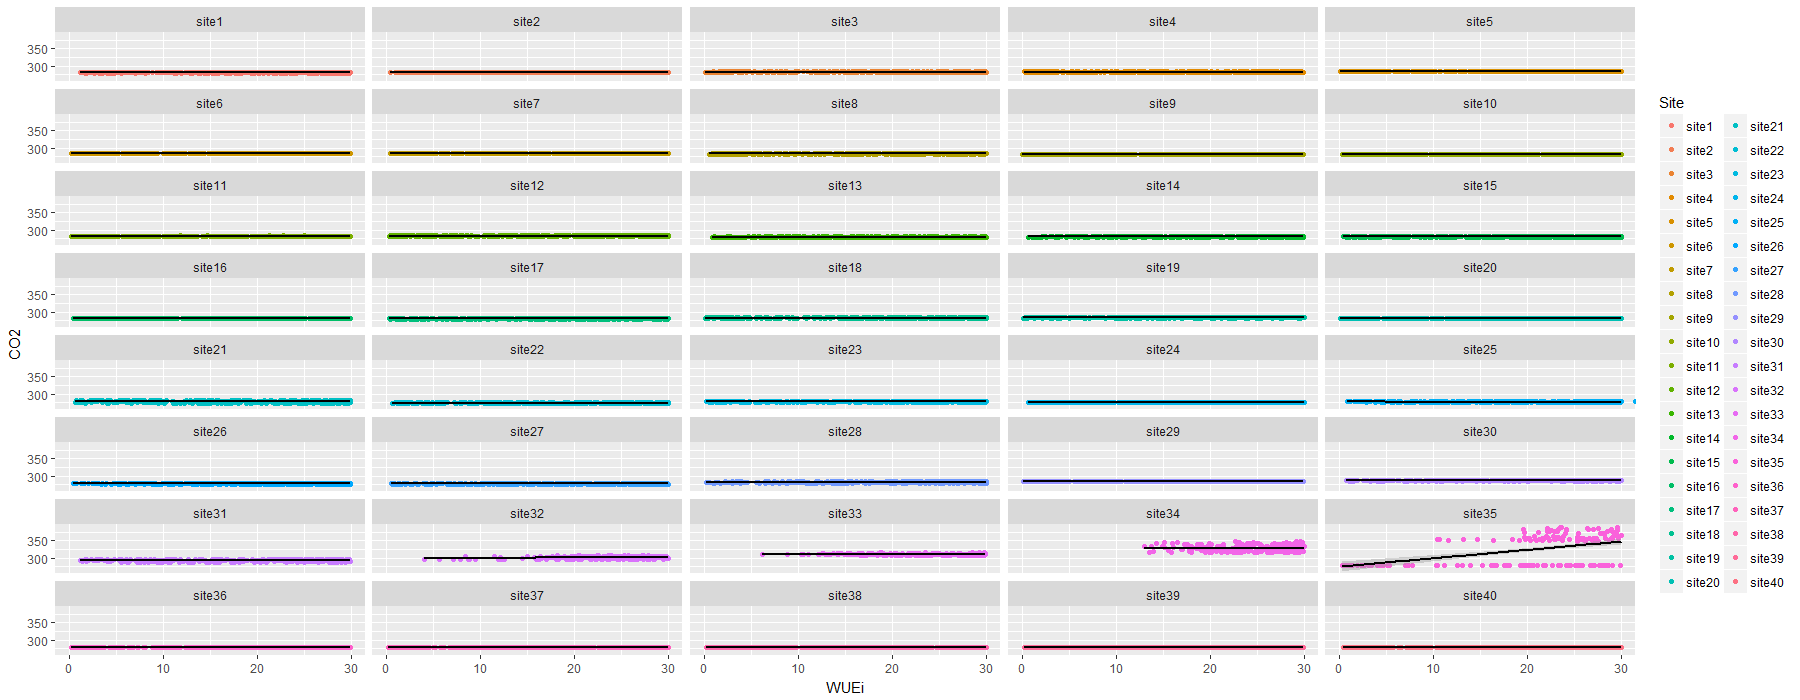 site1 site2 site3 site4 site5
350
300
site6 site7 site8 site9 site10
350
300
site11 site12 site13 site14 site15
350
300
site16 site17 site18 site19 site20
350
300
site21 site22 site23 site24 site25
350
300
site26 site27 site28 site29 site30
350
300
site31 site32 site33 site34 site35
350
300
site36 site37 site38 site39 site40
350
300
0 10 20 30 0 10 20 30 0 10 20 30 0 10 20 30 0 10 20 30
WUEi
CO2
Site
site1 site21
site2 site22
site3 site23
site4 site24
site5 site25
site6 site26
site7 site27
site8 site28
site9 site29
site10 site30
site11 site31
site12 site32
site13 site33
site14 site34
site15 site35
site16 site36
site17 site37
site18 site38
site19 site39
site20 site40